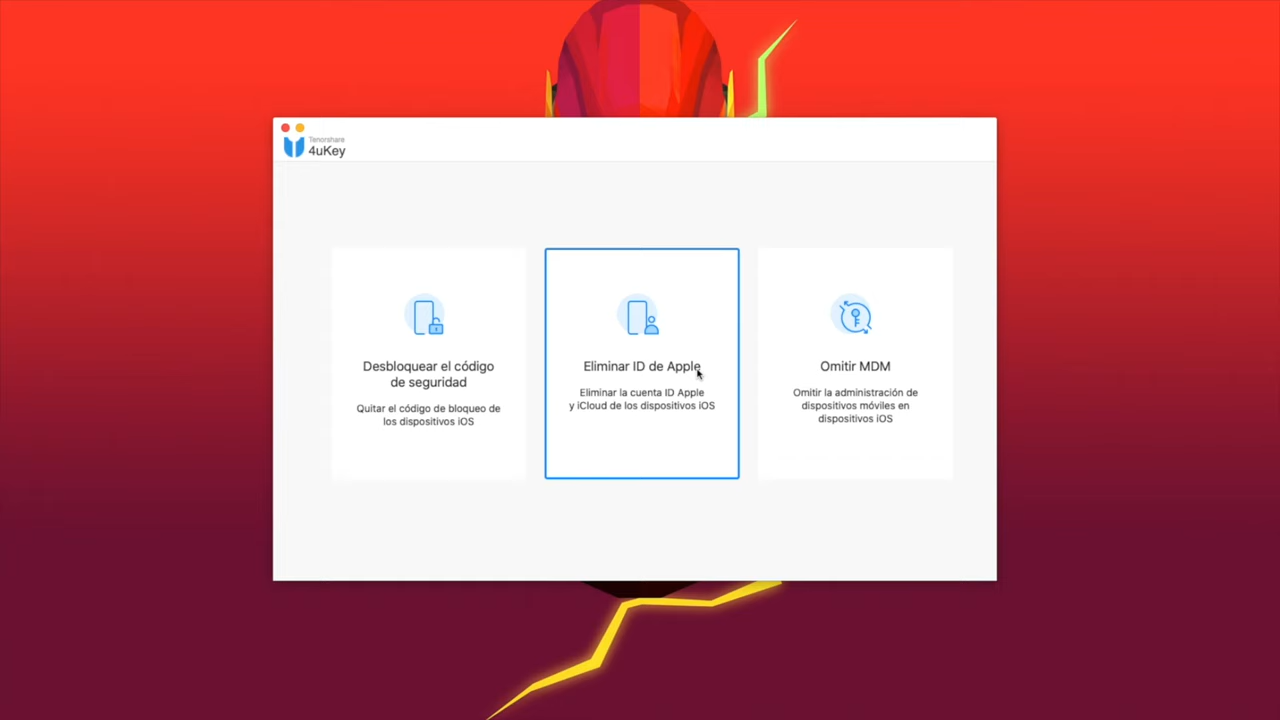 Tenorshare
4uKey
Desbloquear el código
de seguridad
Quitar el código de bloqueo de
los dispositivos iOS
Eliminar ID de Apple
Eliminar la cuenta ID Apple
y iCloud de los dispositivos iOS
Omitir MDM
Omitir la administración de
dispositivos móviles en
dispositivos iOS